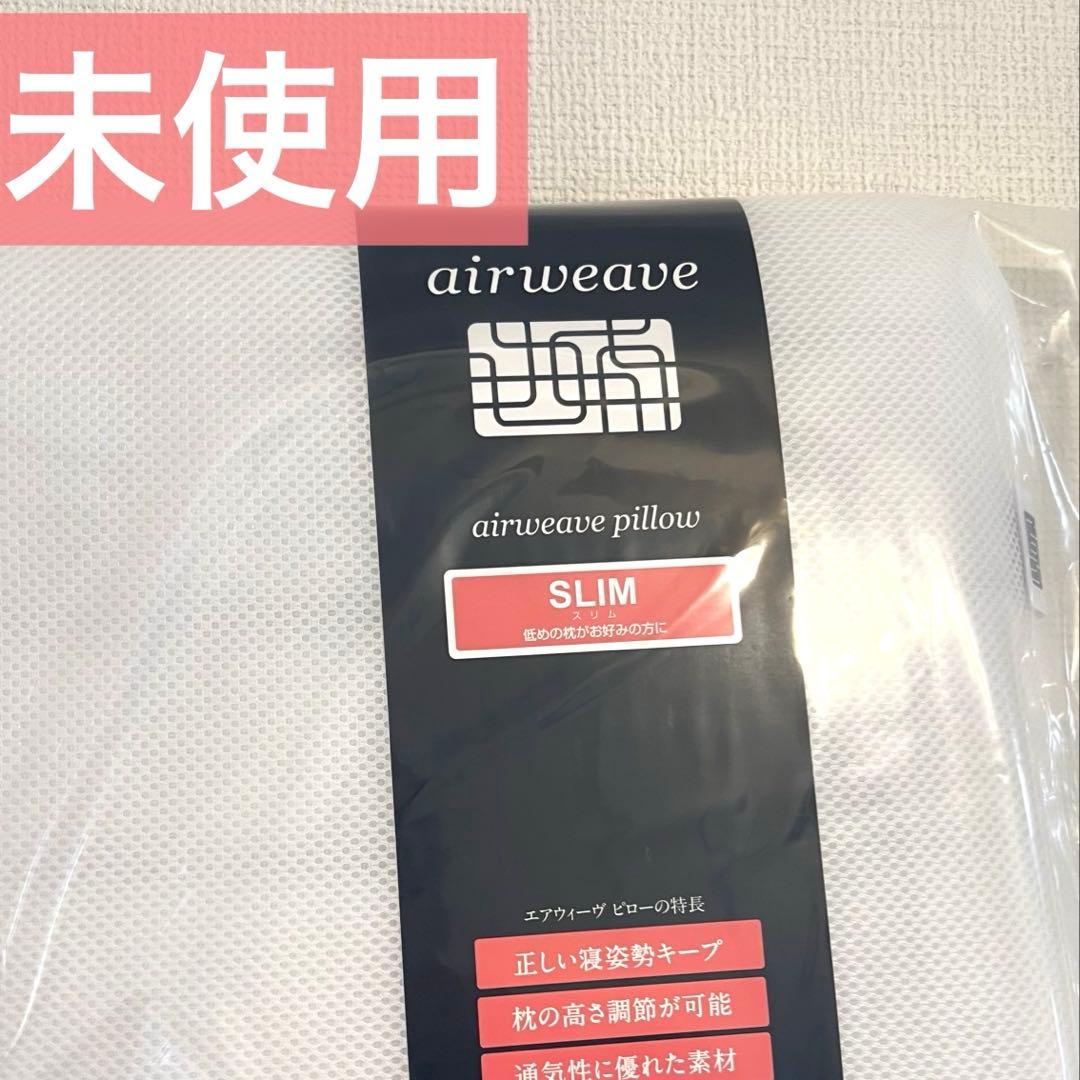 未使用
airweave
airweave pillow
SLIM
スリム
低めの枕がお好みの方に
エアウィーヴ ピローの特長
正しい寝姿勢キープ
枕の高さ調節が可能
通気性に優れた素材